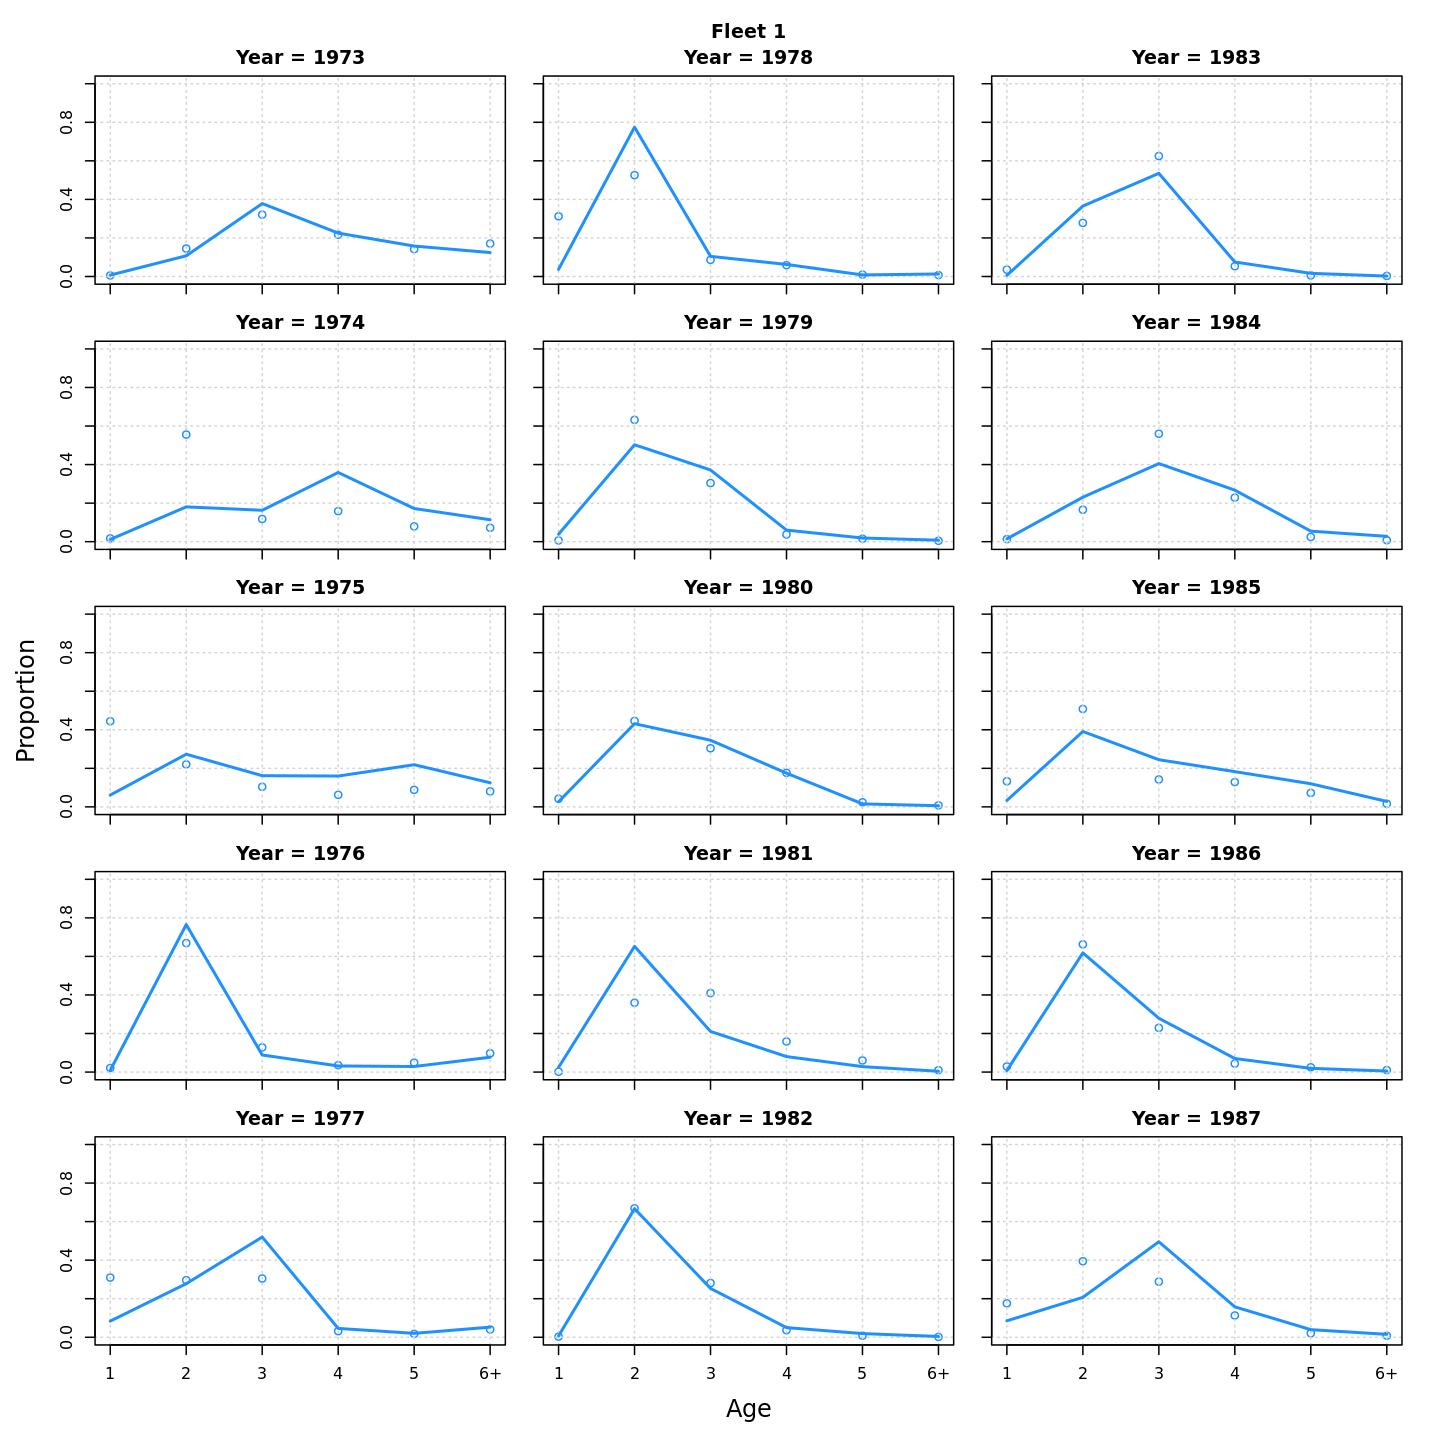 Fleet 1
Year = 1973
Year = 1978
Year = 1983
0.0 0.4 0.8
Year = 1974
Year = 1979
Year = 1984
0.0 0.4 0.8
Year = 1975
Year = 1980
Year = 1985
0.0 0.4 0.8
Proportion
Year = 1976
Year = 1981
Year = 1986
0.0 0.4 0.8
Year = 1977
Year = 1982
Year = 1987
0.0 0.4 0.8
1 2 3 4 5 6+
1 2 3 4 5 6+
1 2 3 4 5 6+
Age